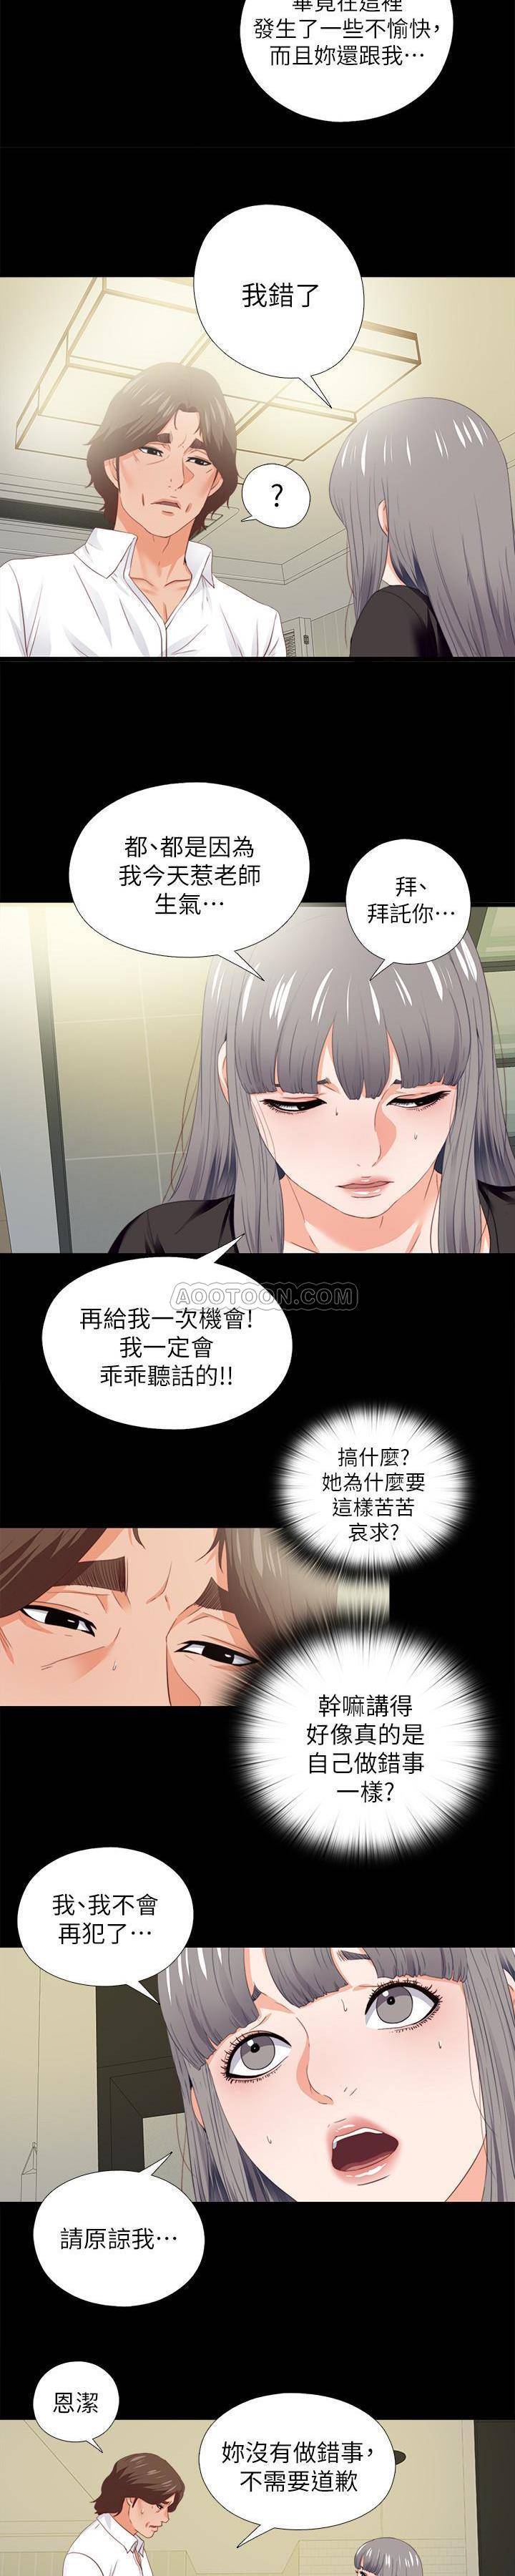 畢竟在這裡
發生了一些不愉快，
而且妳還跟我…
我錯了
?
都、都是因為
我今天惹老師
生氣…
拜、
拜託你…
AOOTOON.COM
再給我一次機會!
我一定會
乖乖聽話的!!
搞什麼?
她為什麼要
這樣苦苦
哀求?
幹嘛講得
好像真的是
自己做錯事
一樣?
我、我不會
再犯了…
請原諒我…
恩潔
妳沒有做錯事，
不需要道歉